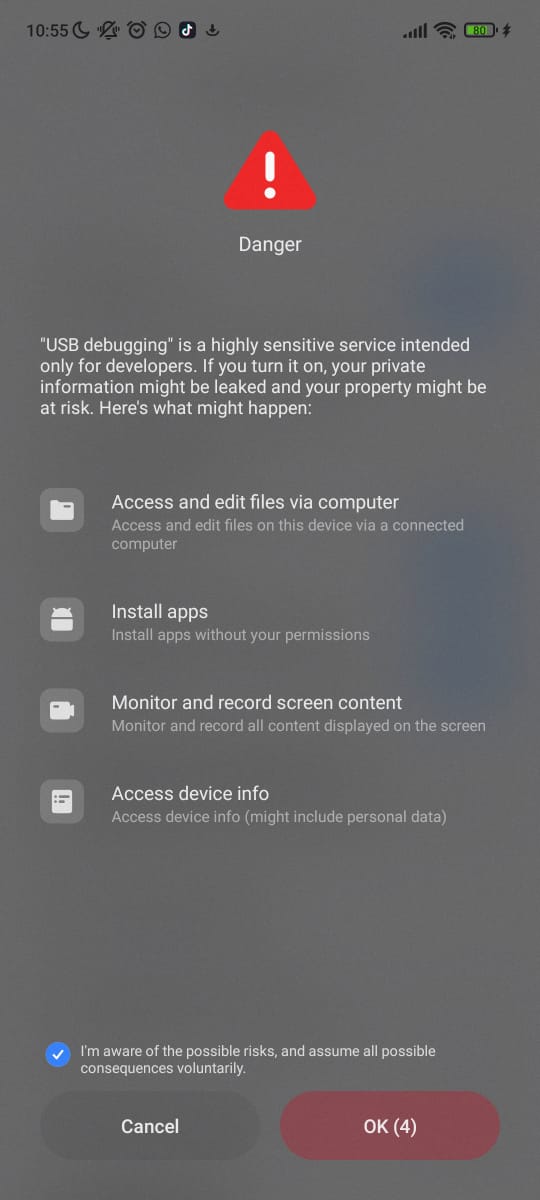 10:55
80
Danger
"USB debugging" is a highly sensitive service intended
only for developers. If you turn it on, your private
information might be leaked and your property might be
at risk. Here's what might happen:
Access and edit files via computer
Access and edit files on this device via a connected
computer
Install apps
Install apps without your permissions
Monitor and record screen content
Monitor and record all content displayed on the screen
Access device info
Access device info (might include personal data)
I'm aware of the possible risks, and assume all possible
consequences voluntarily.
Cancel
OK (4)